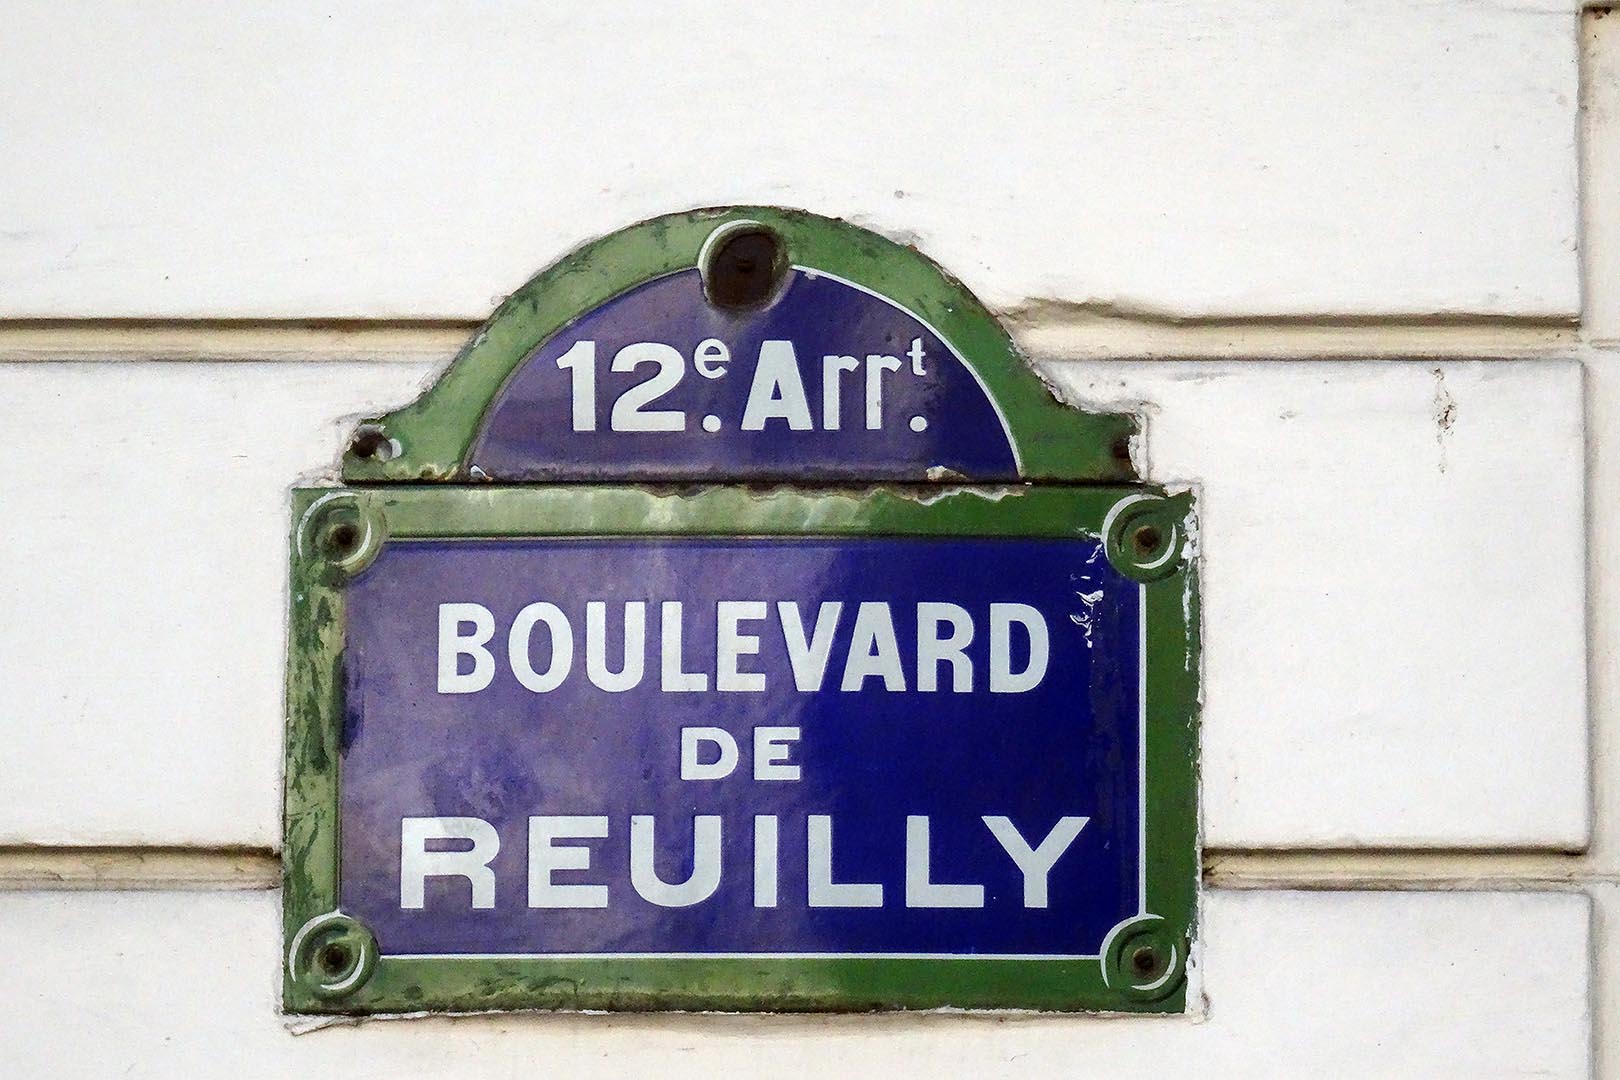 12e. Arrt.
BOULEVARD
DE
REUILLY